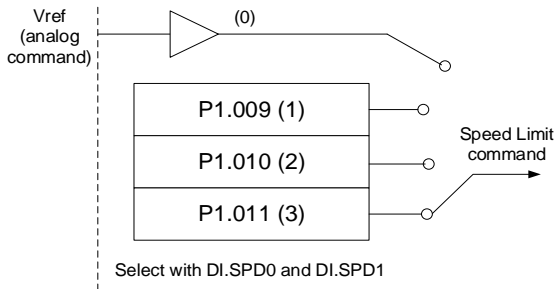 Vref
(analog
command)
(0)
P1.009 (1)
P1.010 (2)
P1.011 (3)
Speed Limit
command
Select with DI.SPD0 and DI.SPD1